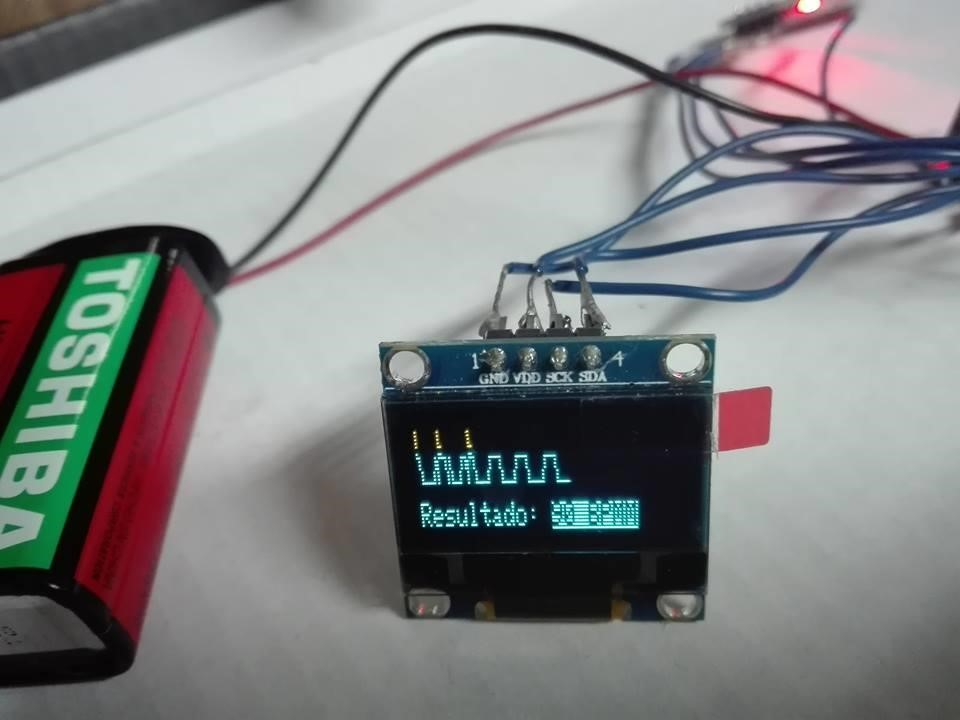 TOSHIBA
1 4
GND VDD SCK SDA
Resultado: